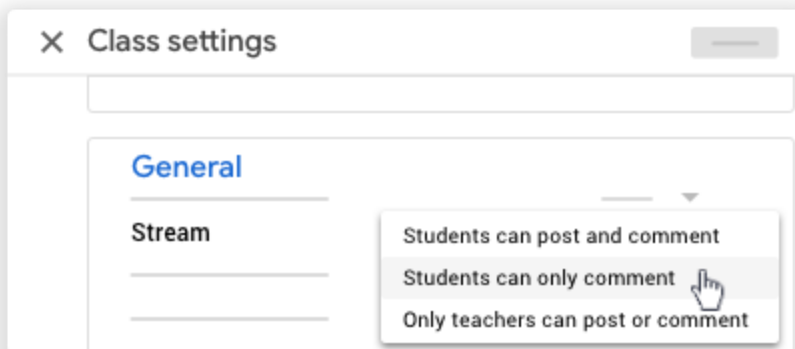 Class settings
General
Stream
Students can post and comment
Students can only comment
Only teachers can post or comment